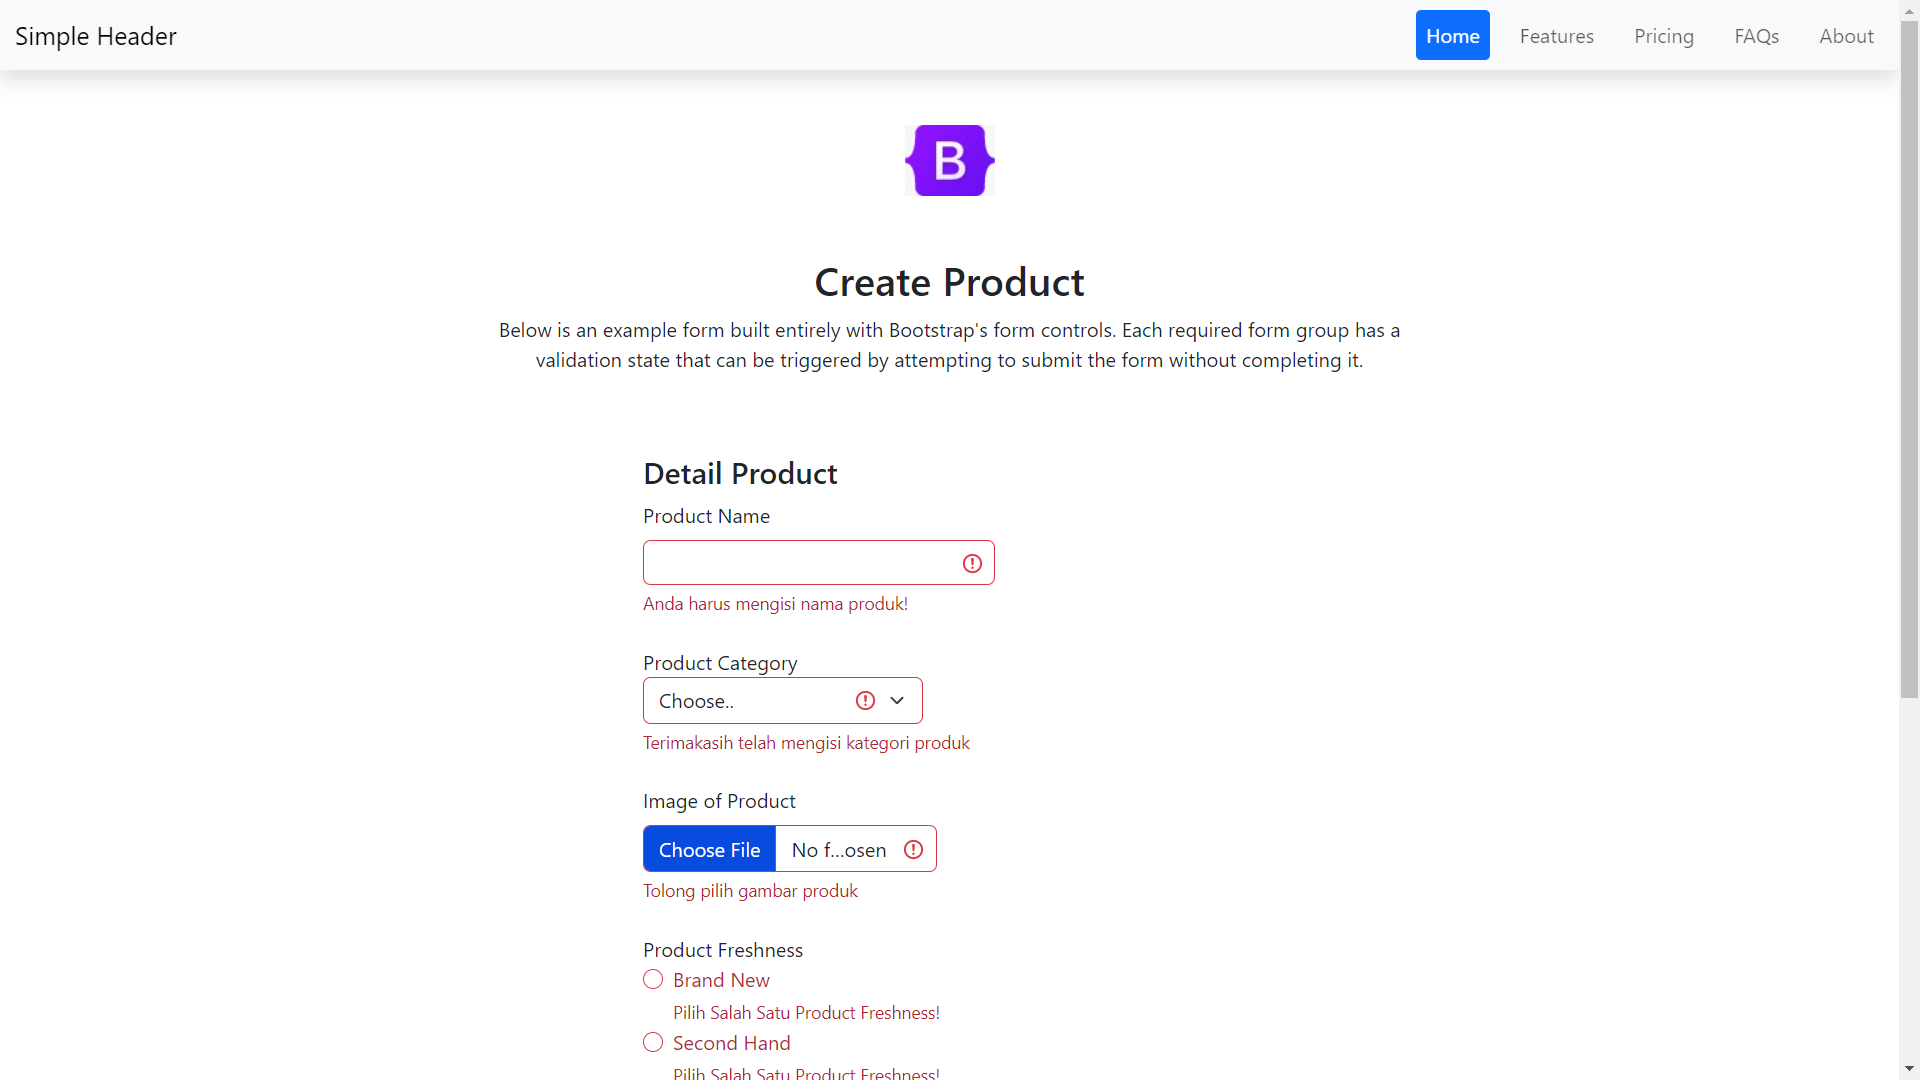 Simple Header
Home
Features
Pricing
FAQs
About
B
Create Product
Below is an example form built entirely with Bootstrap's form controls. Each required form group has a
validation state that can be triggered by attempting to submit the form without completing it.
Detail Product
Product Name
Anda harus mengisi nama produk!
Product Category
Choose..
Terimakasih telah mengisi kategori produk
Image of Product
Choose File No f...osen
Tolong pilih gambar produk
Product Freshness
Brand New
Pilih Salah Satu Product Freshness!
Second Hand
Pilih Salah Satu Product Freshness!